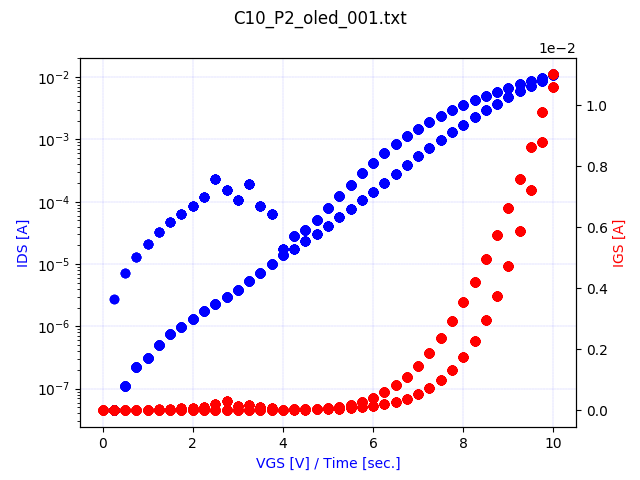 C10_P2_oled_001.txt
1e−2
10⁻²
10⁻³
10⁻⁴
10⁻⁵
10⁻⁶
10⁻⁷
IDS [A]
1.0
0.8
0.6
0.4
0.2
0.0
IGS [A]
0 2 4 6 8 10
VGS [V] / Time [sec.]